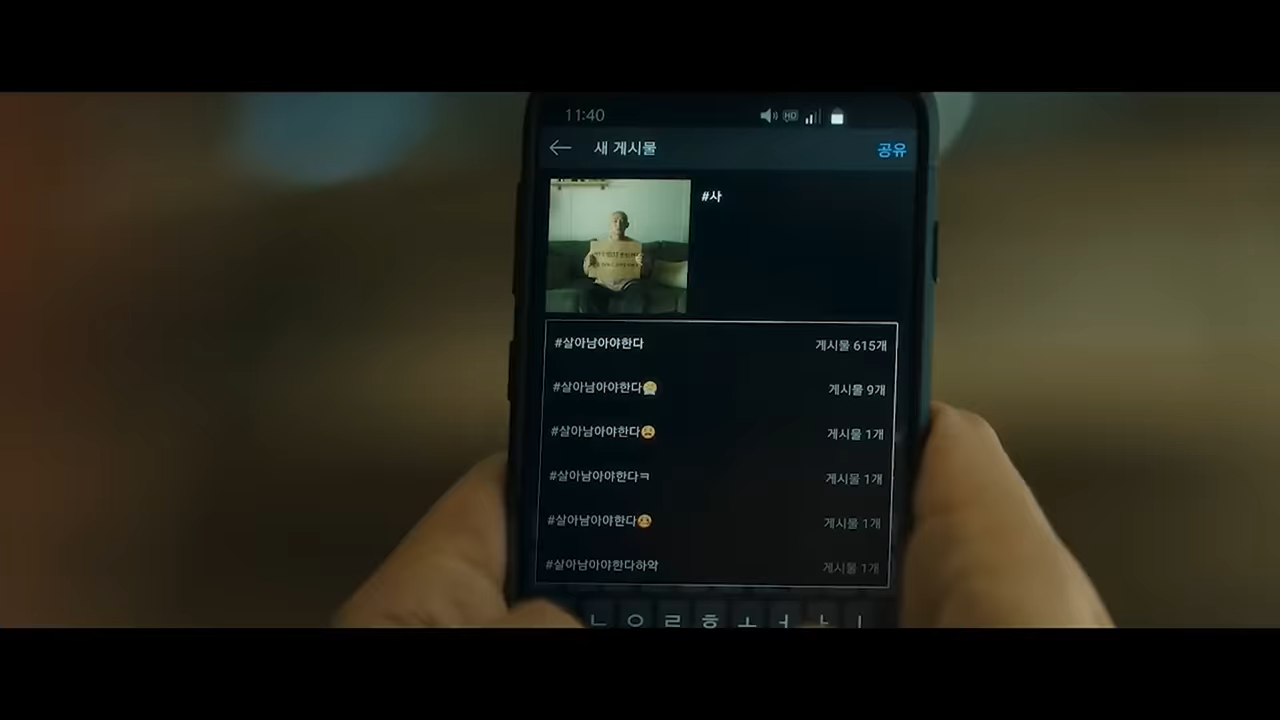 11:40
HD
새 게시물
공유
#사
#살아남아야한다 게시물 615개
#살아남아야한다😢 게시물 9개
#살아남아야한다😫 게시물 1개
#살아남아야한다ㅋ 게시물 1개
#살아남아야한다😷 게시물 1개
#살아남아야한다하악 게시물 1개
ㄴ ㅇ ㄹ ㅎ ㅗ ㅓ ㅏ ㅣ